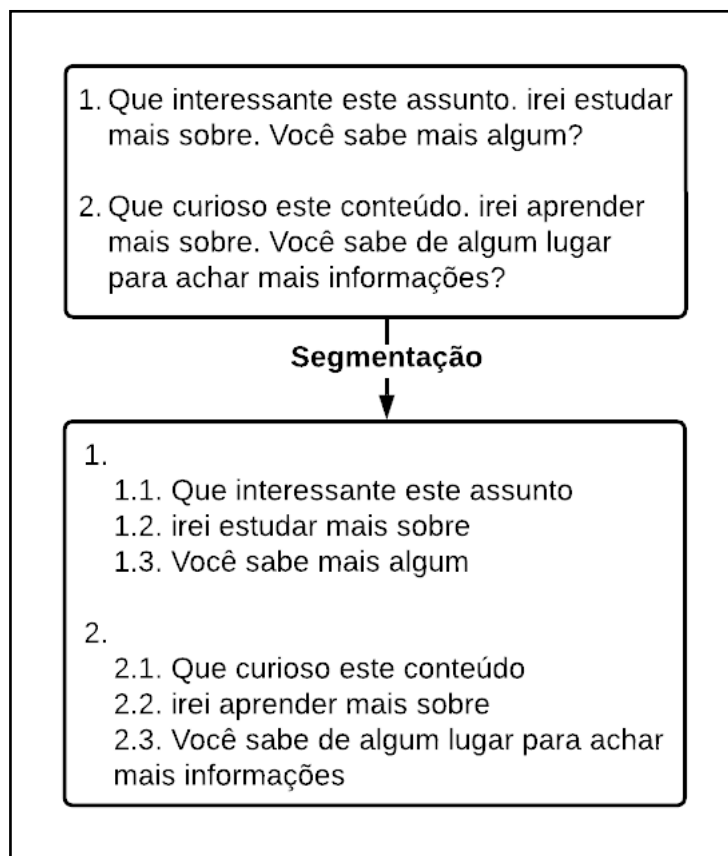 1. Que interessante este assunto. irei estudar
mais sobre. Você sabe mais algum?
2. Que curioso este conteúdo. irei aprender
mais sobre. Você sabe de algum lugar
para achar mais informações?
Segmentação
1.
1.1. Que interessante este assunto
1.2. irei estudar mais sobre
1.3. Você sabe mais algum
2.
2.1. Que curioso este conteúdo
2.2. irei aprender mais sobre
2.3. Você sabe de algum lugar para achar
mais informações